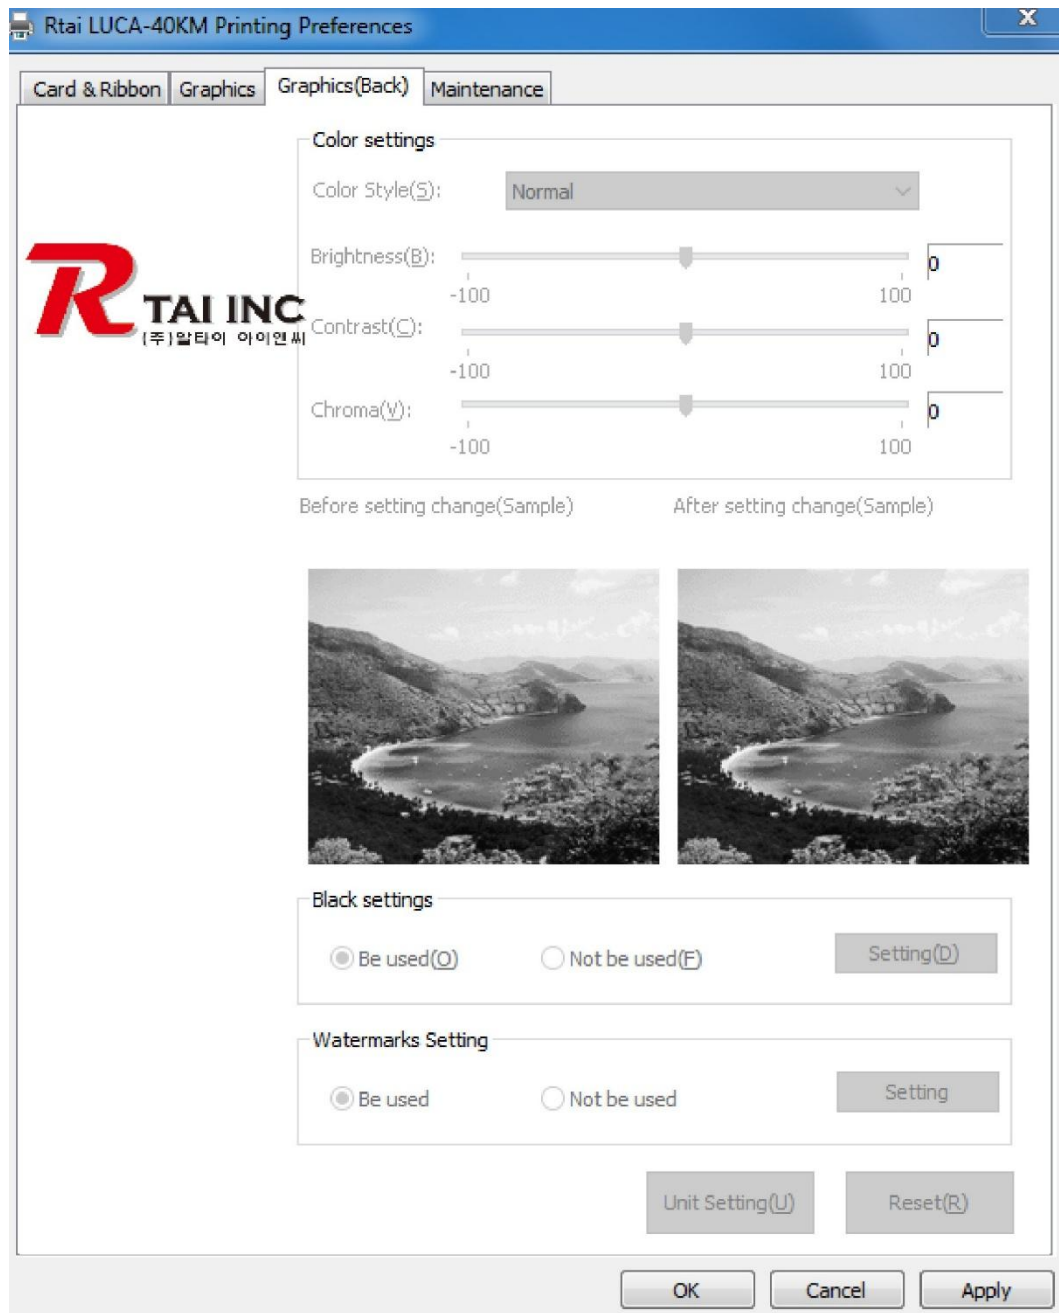 Rtai LUCA-40KM Printing Preferences
X
Card & Ribbon Graphics Graphics(Back) Maintenance
Color settings
Color Style(S): Normal
Brightness(B): 0
-100 100
R TAI INC
(주)알타이 아이앤씨
Contrast(C): 0
-100 100
Chroma(V): 0
-100 100
Before setting change(Sample) After setting change(Sample)
Black settings
Be used(O) Not be used(F) Setting(D)
Watermarks Setting
Be used Not be used Setting
Unit Setting(U) Reset(R)
OK Cancel Apply